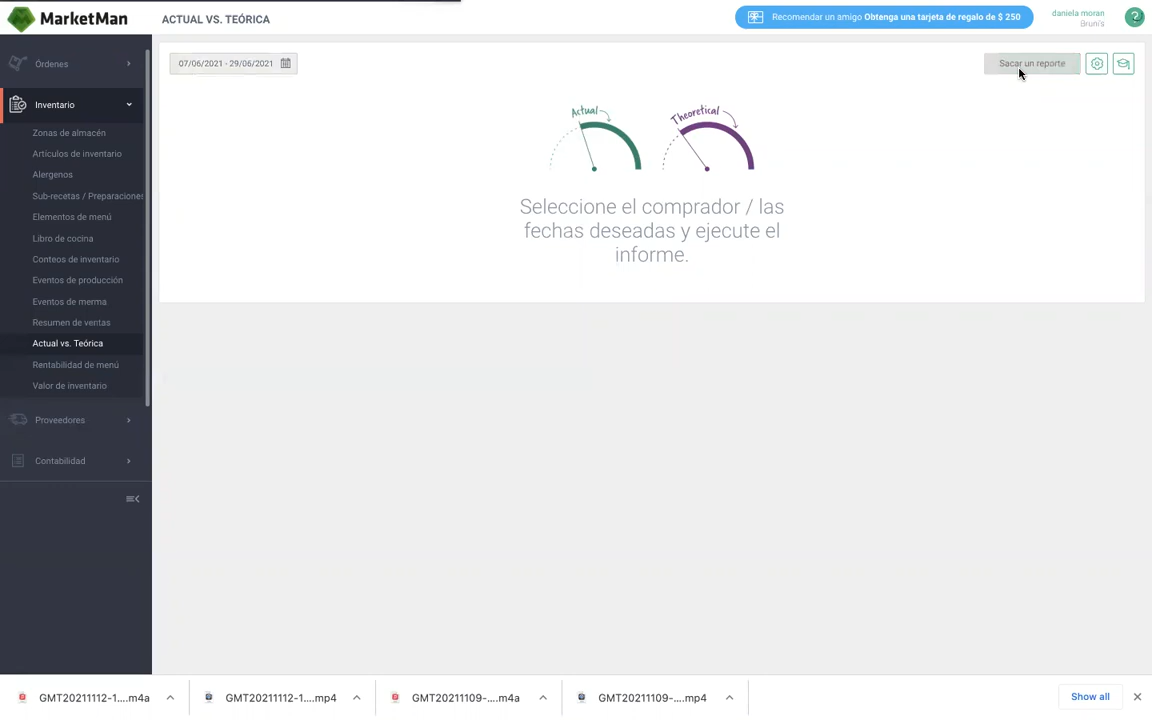 MarketMan
ACTUAL VS. TEÓRICA
Recomendar un amigo Obtenga una tarjeta de regalo de $ 250
daniela moran
Bruni's
Órdenes
07/06/2021 - 29/06/2021
Sacar un reporte
Inventario
Zonas de almacén
Artículos de inventario
Alergenos
Sub-recetas / Preparaciones
Elementos de menú
Libro de cocina
Conteos de inventario
Eventos de producción
Eventos de merma
Resumen de ventas
Actual vs. Teórica
Rentabilidad de menú
Valor de inventario
Proveedores
Contabilidad
Actual
Theoretical
Seleccione el comprador / las
fechas deseadas y ejecute el
informe.
GMT20211112-1....m4a
GMT20211112-1....mp4
GMT20211109-....m4a
GMT20211109-....mp4
Show all